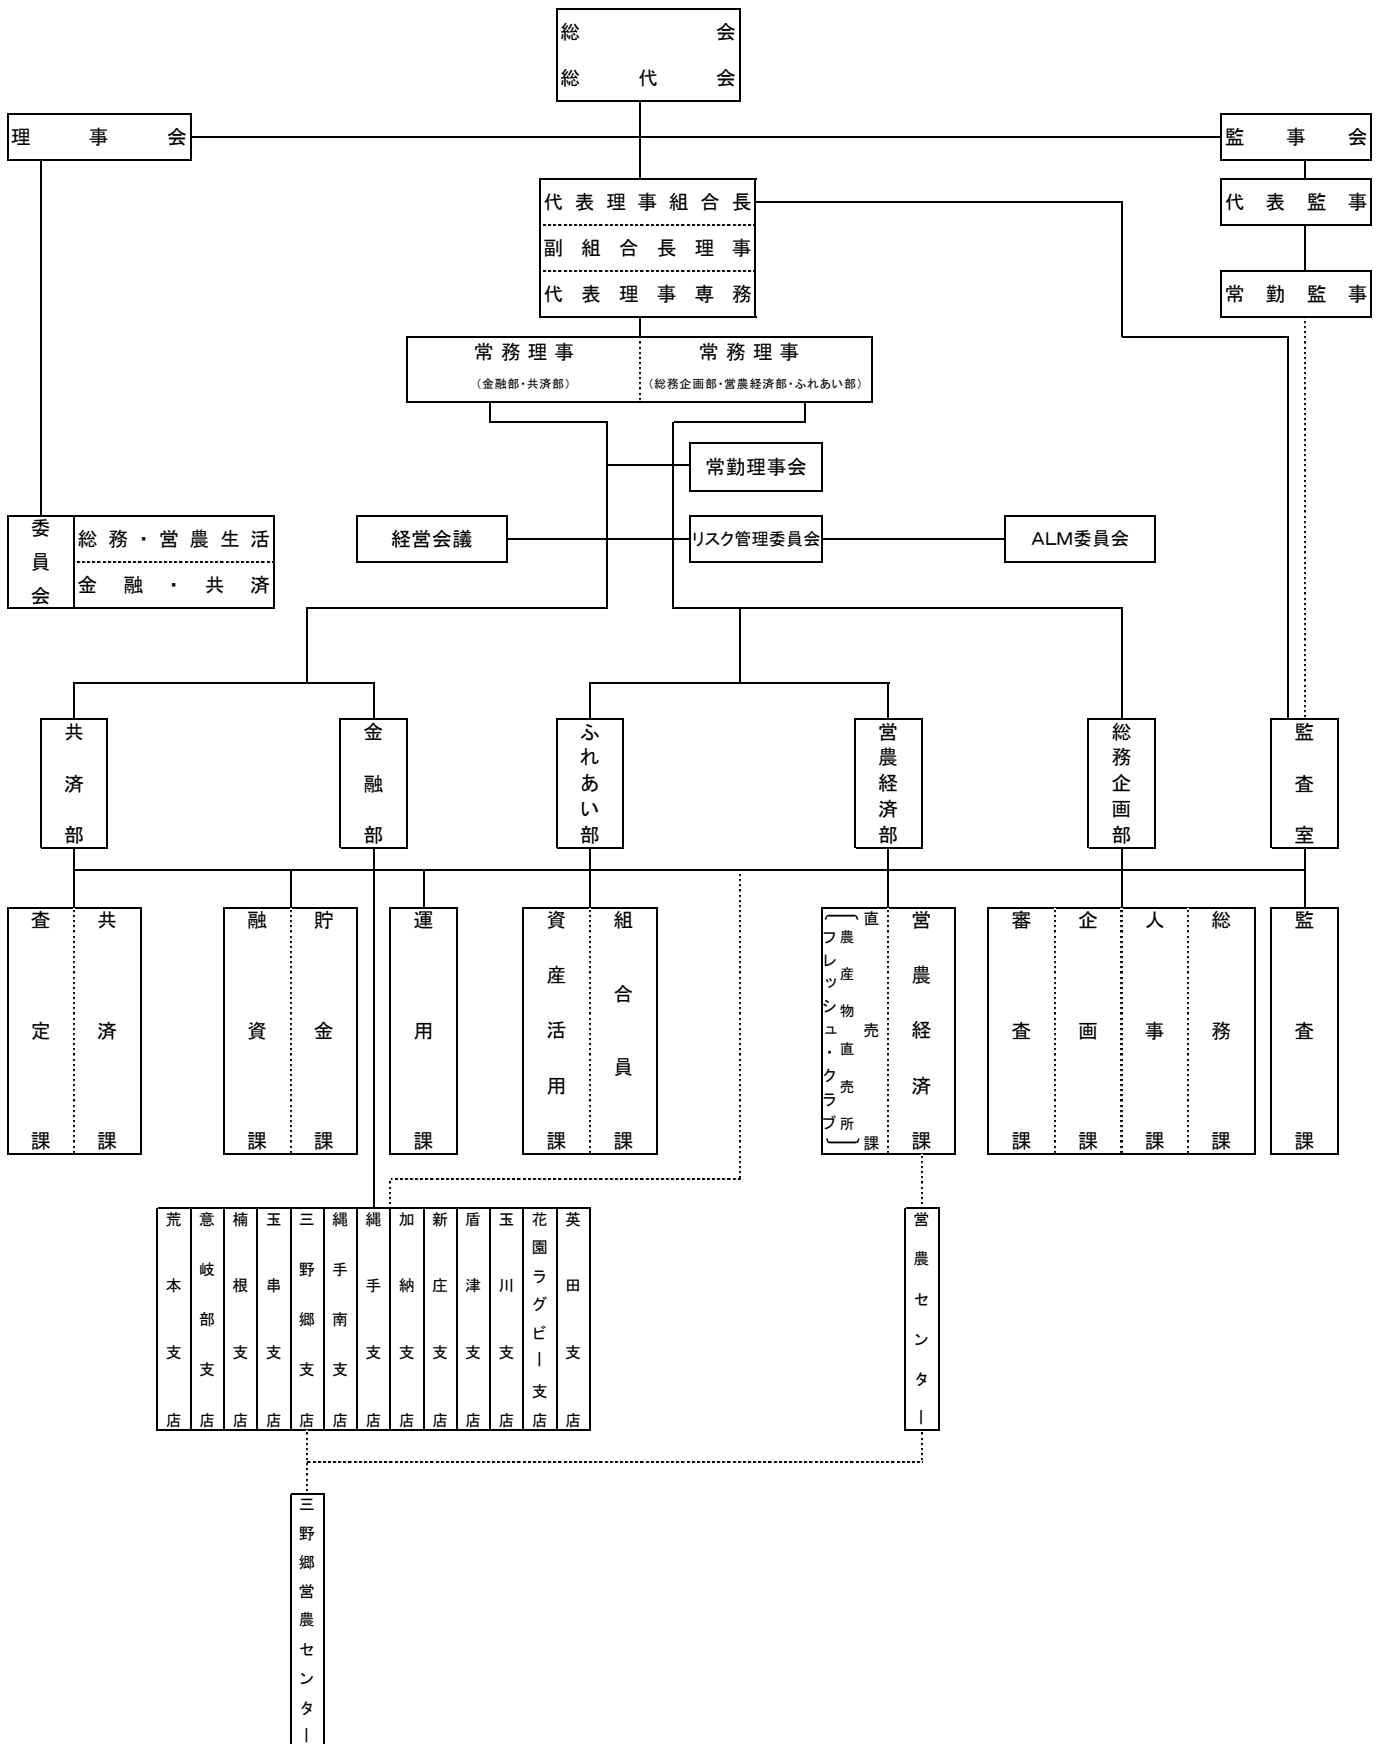 総会
総代会
理事会
監事会
代表理事組合長
副組合長理事
代表理事専務
代表監事
常勤監事
常務理事
（金融部・共済部）
常務理事
（総務企画部・営農経済部・ふれあい部）
常勤理事会
経営会議
リスク管理委員会
ALM委員会
委員会
総務・営農生活
金融・共済
共済部
金融部
ふれあい部
営農経済部
総務企画部
監査室
査定課
共済課
融資課
貯金課
運用課
資産活用課
組合員課
直売課
農産物直売所
フレッシュ・クラブ
営農経済課
審査課
企画課
人事課
総務課
監査課
荒本支店
意岐部支店
楠根支店
玉串支店
三野郷支店
縄手南支店
縄手支店
加納支店
新庄支店
盾津支店
玉川支店
花園ラグビー支店
英田支店
営農センター
三野郷営農センター